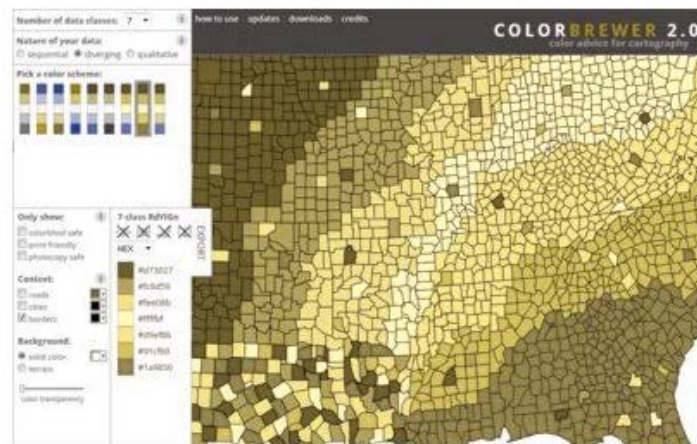 Number of data classes: 7
how to use updates downloads credits
COLORBREWER 2.0
color advice for cartography
Nature of your data:
sequential diverging qualitative
Pick a color scheme:
Only show:
colorblind safe
print friendly
photocopy safe
Context:
roads
cities
borders
Background:
solid color
terrain
color transparency
7-class RdYlGn
EXPORT
HEX
#d73027
#fc8d59
#fee08b
#ffffbf
#d9ef8b
#91cf60
#1a9850